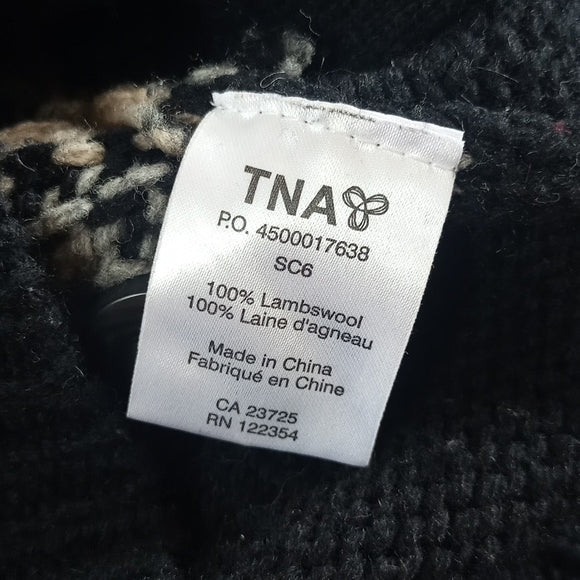 TNA
P.O. 4500017638
SC6
100% Lambswool
100% Laine d'agneau
Made in China
Fabriqué en Chine
CA 23725
RN 122354